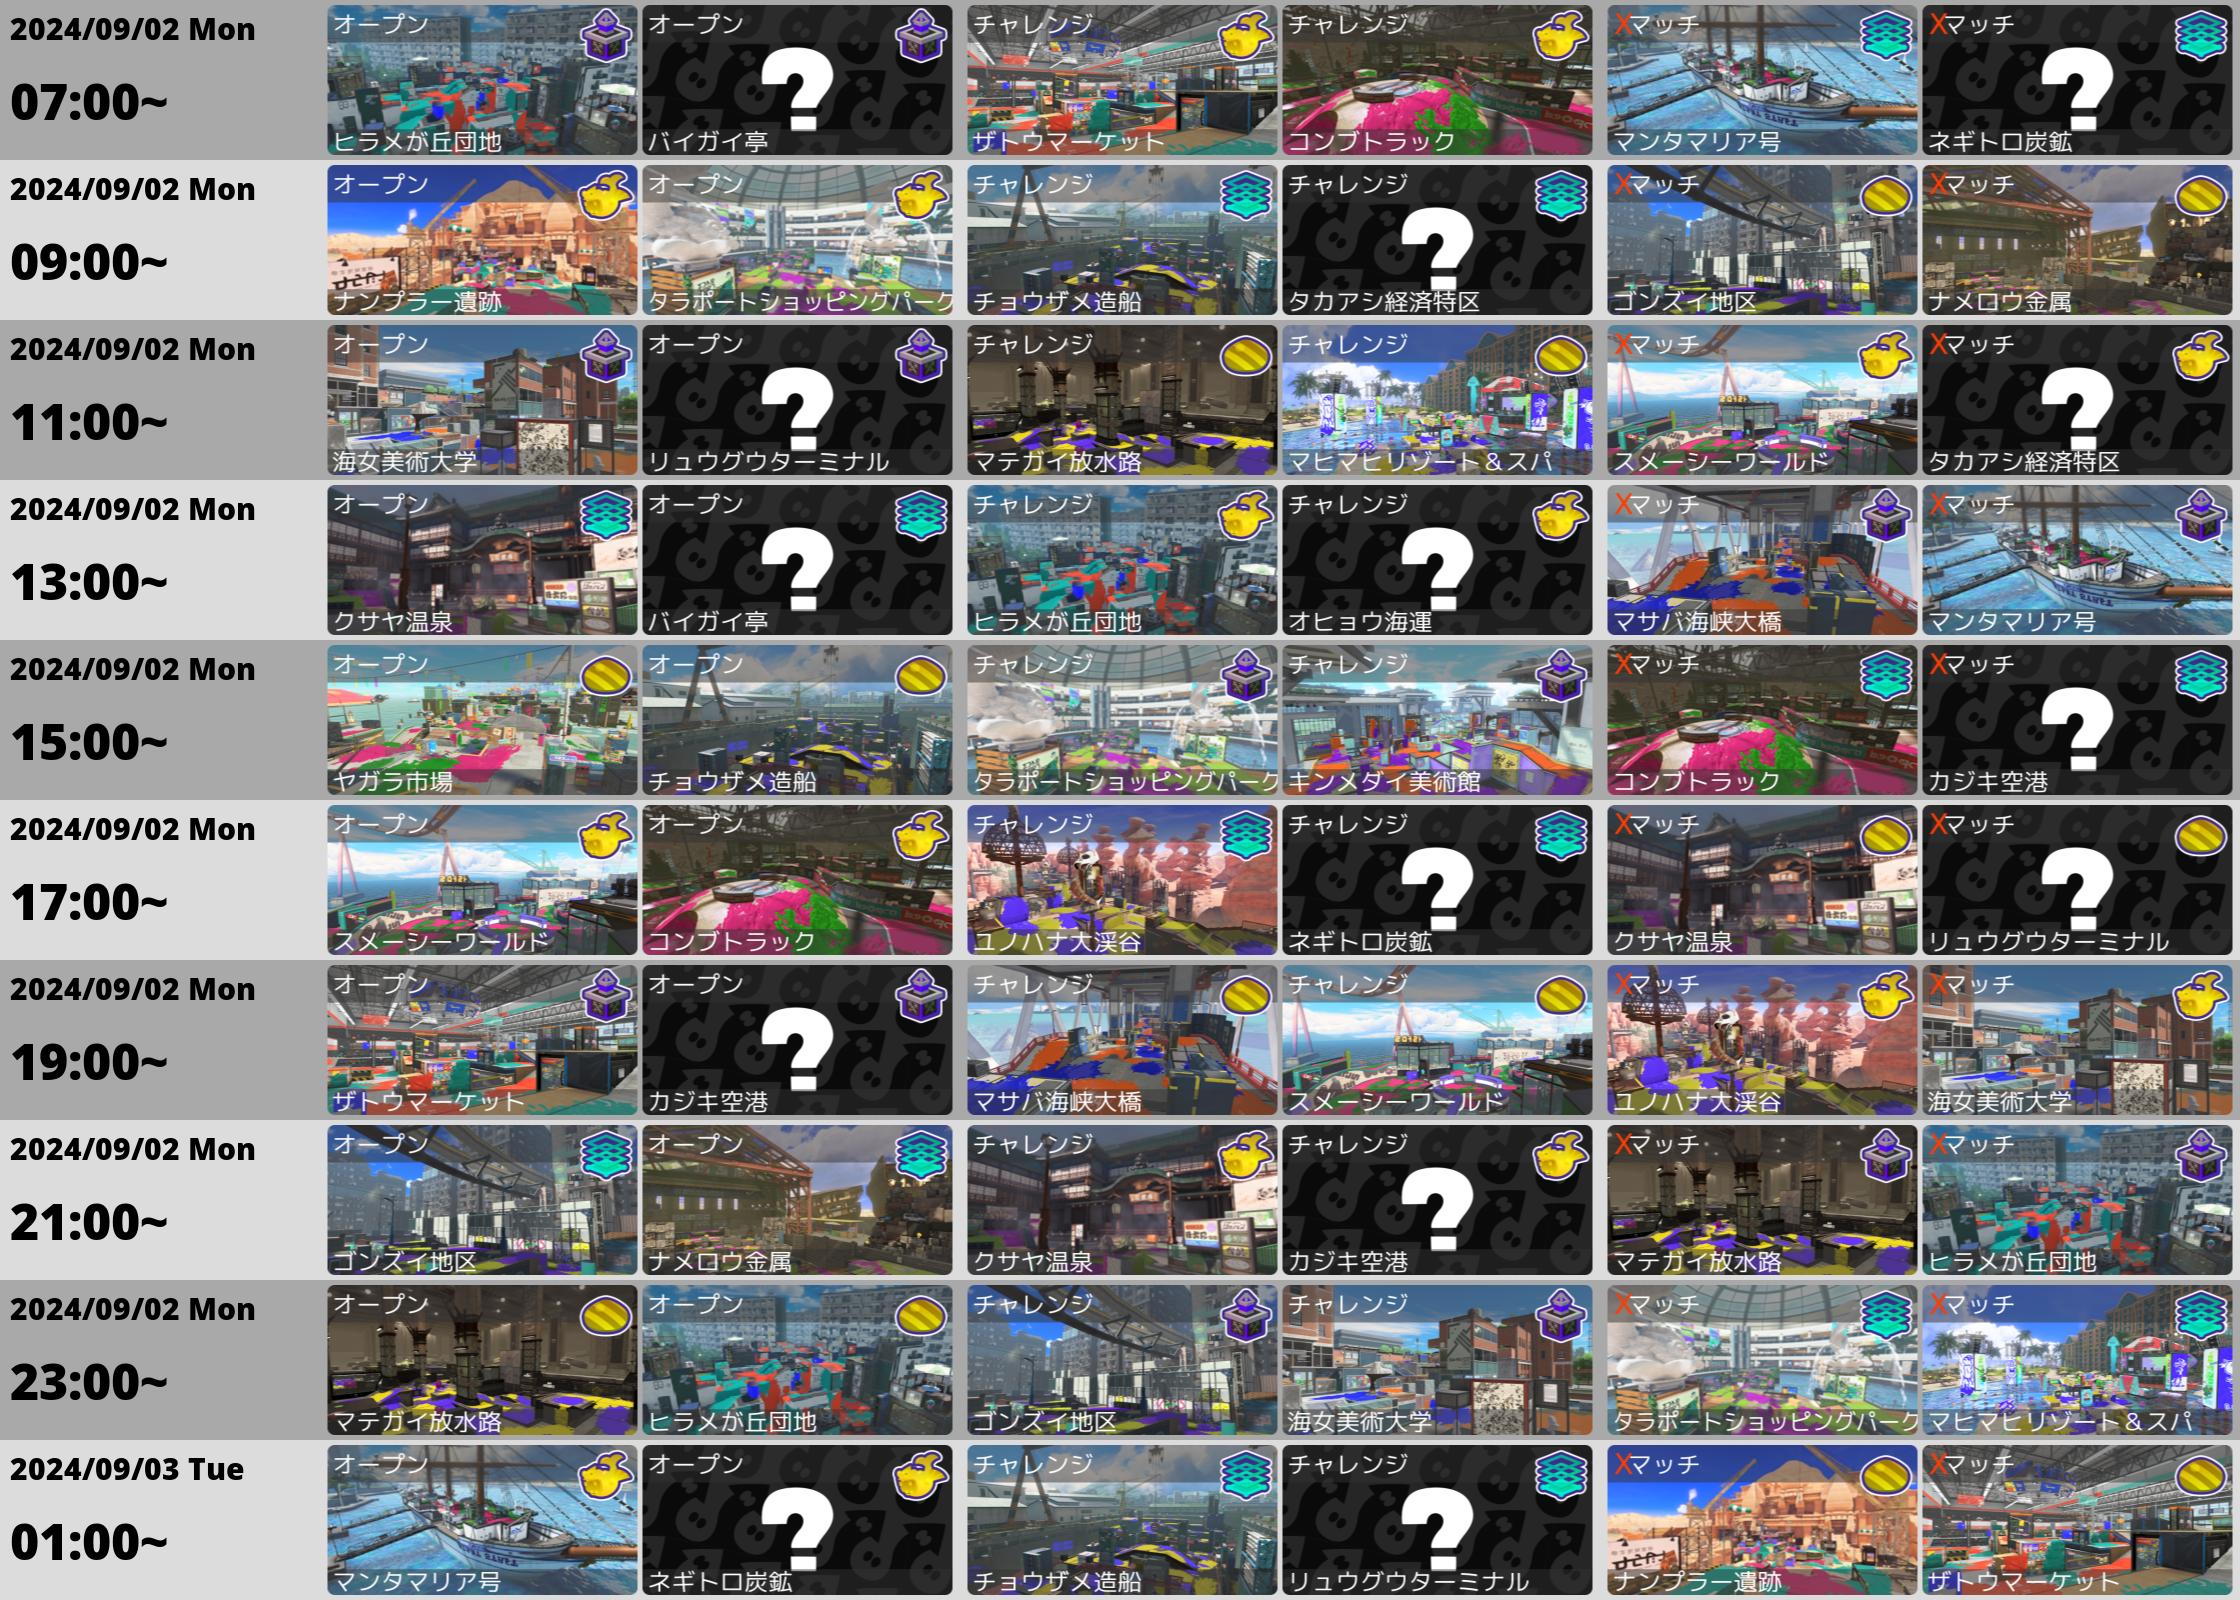 2024/09/02 Mon
07:00~
オープン
ヒラメが丘団地
オープン
バイガイ亭
チャレンジ
ザトウマーケット
チャレンジ
コンブトラック
Xマッチ
マンタマリア号
Xマッチ
ネギトロ炭鉱
2024/09/02 Mon
09:00~
オープン
ナンプラー遺跡
オープン
タラポートショッピングパーク
チャレンジ
チョウザメ造船
チャレンジ
タカアシ経済特区
Xマッチ
ゴンズイ地区
Xマッチ
ナメロウ金属
2024/09/02 Mon
11:00~
オープン
海女美術大学
オープン
リュウグウターミナル
チャレンジ
マテガイ放水路
チャレンジ
マヒマヒリゾート＆スパ
Xマッチ
スメーシーワールド
Xマッチ
タカアシ経済特区
2024/09/02 Mon
13:00~
オープン
クサヤ温泉
オープン
バイガイ亭
チャレンジ
ヒラメが丘団地
チャレンジ
オヒョウ海運
Xマッチ
マサバ海峡大橋
Xマッチ
マンタマリア号
2024/09/02 Mon
15:00~
オープン
ヤガラ市場
オープン
チョウザメ造船
チャレンジ
タラポートショッピングパーク
チャレンジ
キンメダイ美術館
Xマッチ
コンブトラック
Xマッチ
カジキ空港
2024/09/02 Mon
17:00~
オープン
スメーシーワールド
オープン
コンブトラック
チャレンジ
ユノハナ大渓谷
チャレンジ
ネギトロ炭鉱
Xマッチ
クサヤ温泉
Xマッチ
リュウグウターミナル
2024/09/02 Mon
19:00~
オープン
ザトウマーケット
オープン
カジキ空港
チャレンジ
マサバ海峡大橋
チャレンジ
スメーシーワールド
Xマッチ
ユノハナ大渓谷
Xマッチ
海女美術大学
2024/09/02 Mon
21:00~
オープン
ゴンズイ地区
オープン
ナメロウ金属
チャレンジ
クサヤ温泉
チャレンジ
カジキ空港
Xマッチ
マテガイ放水路
Xマッチ
ヒラメが丘団地
2024/09/02 Mon
23:00~
オープン
マテガイ放水路
オープン
ヒラメが丘団地
チャレンジ
ゴンズイ地区
チャレンジ
海女美術大学
Xマッチ
タラポートショッピングパーク
Xマッチ
マヒマヒリゾート＆スパ
2024/09/03 Tue
01:00~
オープン
マンタマリア号
オープン
ネギトロ炭鉱
チャレンジ
チョウザメ造船
チャレンジ
リュウグウターミナル
Xマッチ
ナンプラー遺跡
Xマッチ
ザトウマーケット